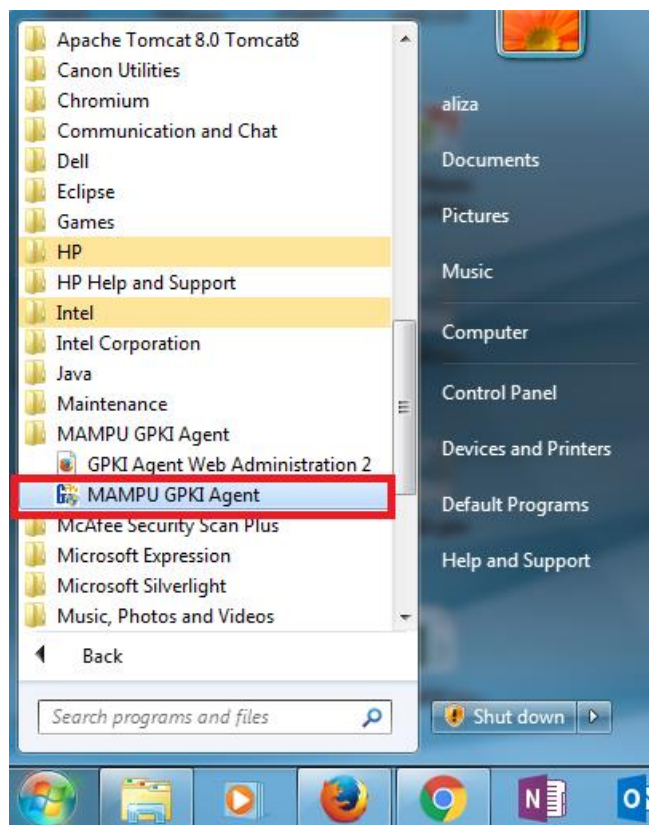 Apache Tomcat 8.0 Tomcat8
Canon Utilities
Chromium
Communication and Chat
Dell
Eclipse
Games
HP
HP Help and Support
Intel
Intel Corporation
Java
Maintenance
MAMPU GPKI Agent
GPKI Agent Web Administration 2
MAMPU GPKI Agent
McAfee Security Scan Plus
Microsoft Expression
Microsoft Silverlight
Music, Photos and Videos
Back
Search programs and files
aliza
Documents
Pictures
Music
Computer
Control Panel
Devices and Printers
Default Programs
Help and Support
Shut down